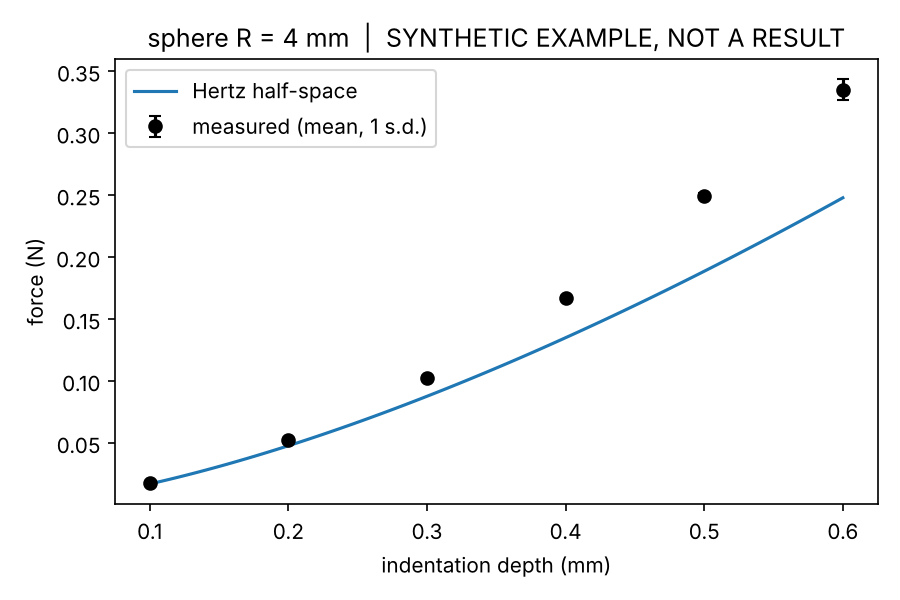 sphere R = 4 mm | SYNTHETIC EXAMPLE, NOT A RESULT
Hertz half-space
measured (mean, 1 s.d.)
force (N)
0.35
0.30
0.25
0.20
0.15
0.10
0.05
0.1 0.2 0.3 0.4 0.5 0.6
indentation depth (mm)